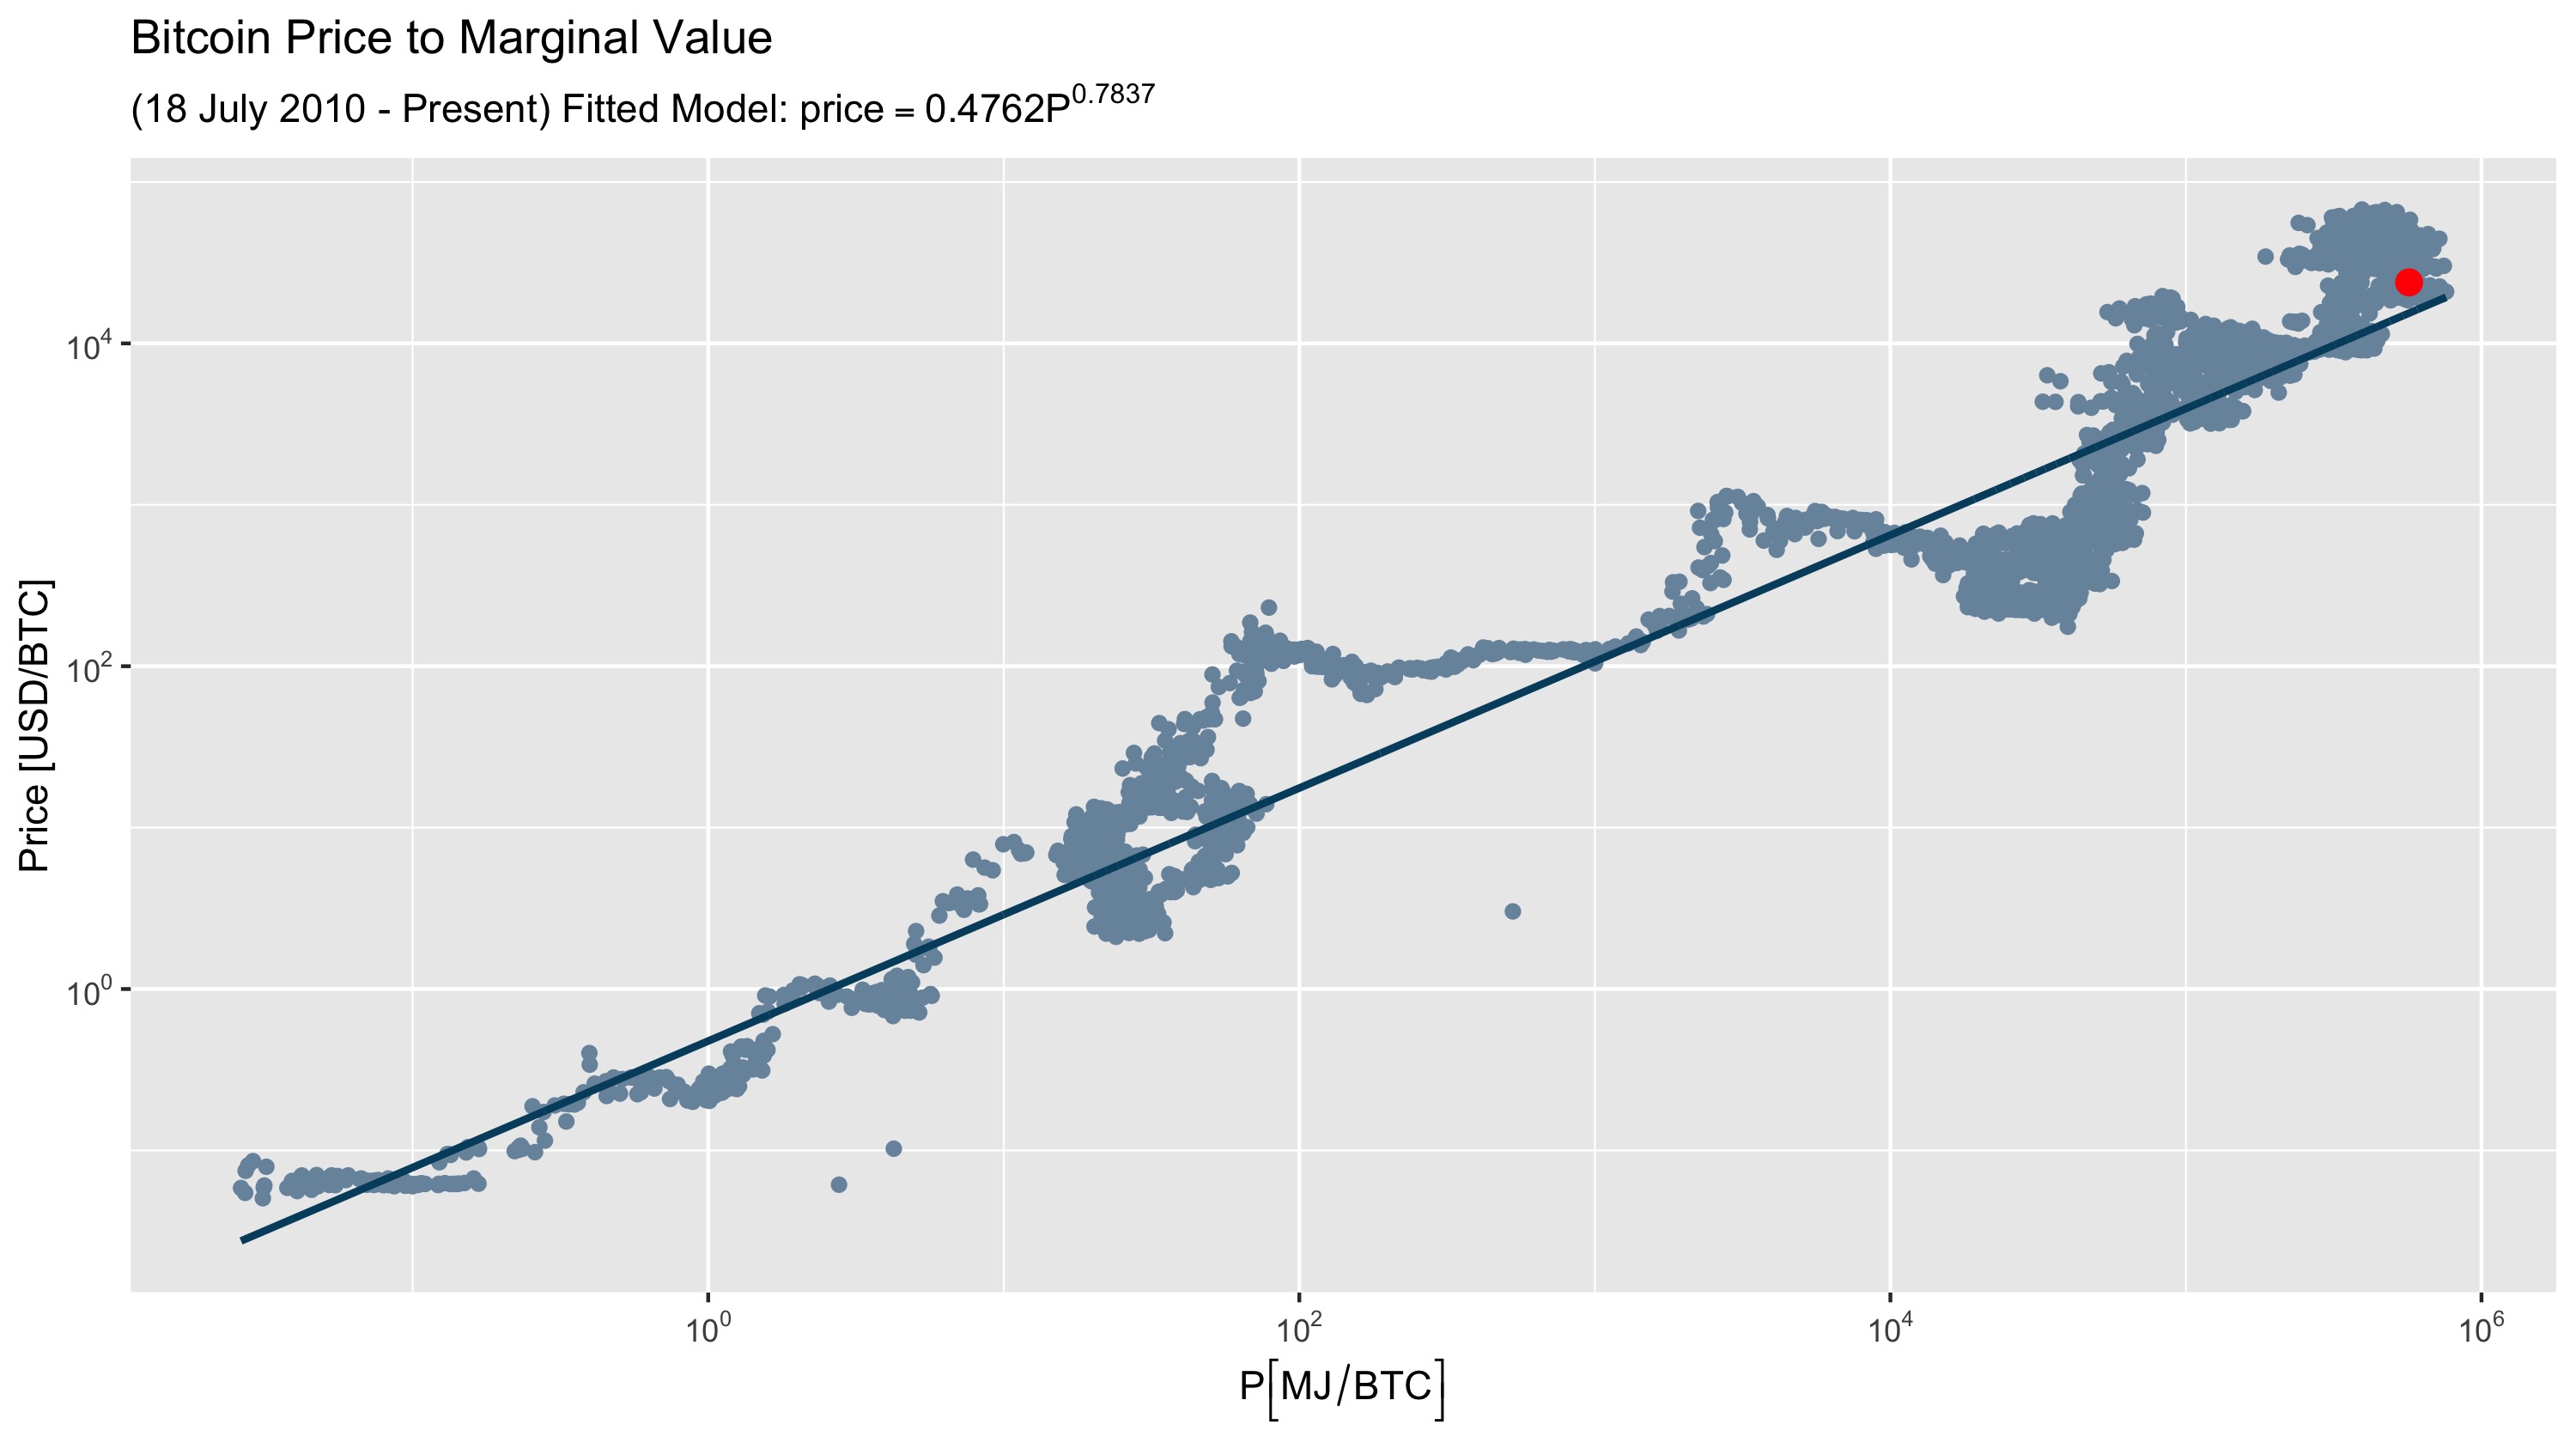 Bitcoin Price to Marginal Value
(18 July 2010 - Present) Fitted Model: price = 0.4762P^0.7837
Price [USD/BTC]
10^4
10^2
10^0
10^0 10^2 10^4 10^6
P[MJ/BTC]